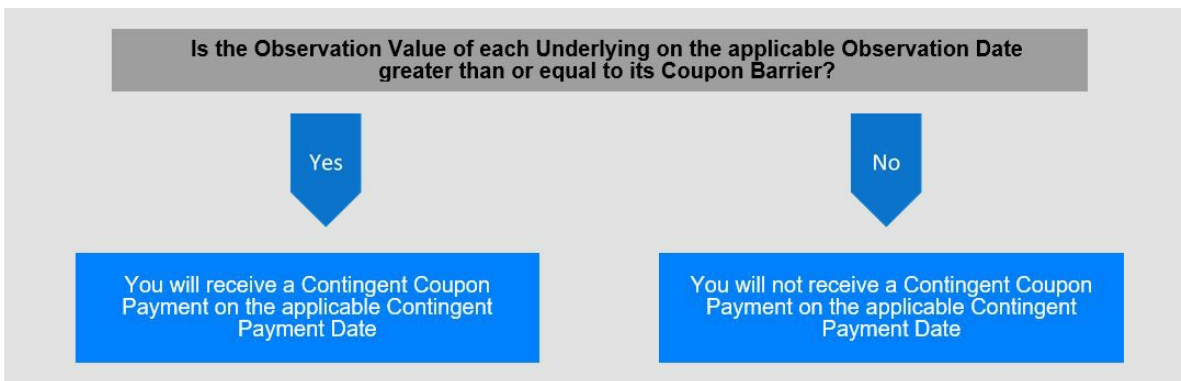 Is the Observation Value of each Underlying on the applicable Observation Date
greater than or equal to its Coupon Barrier?
Yes
No
You will receive a Contingent Coupon
Payment on the applicable Contingent
Payment Date
You will not receive a Contingent Coupon
Payment on the applicable Contingent
Payment Date